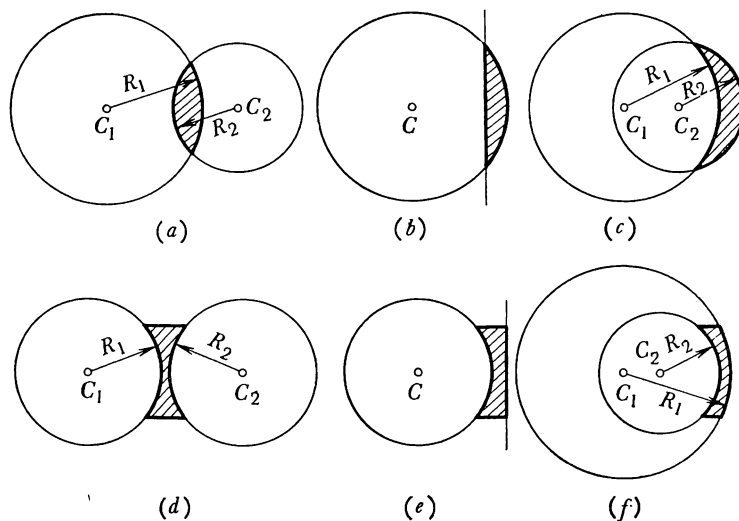 R₁ R₂ C₁ C₂
C
R₁ R₂ C₁ C₂
(a) (b) (c)
R₁ R₂ C₁ C₂
C
R₂ C₂ C₁ R₁
(d) (e) (f)